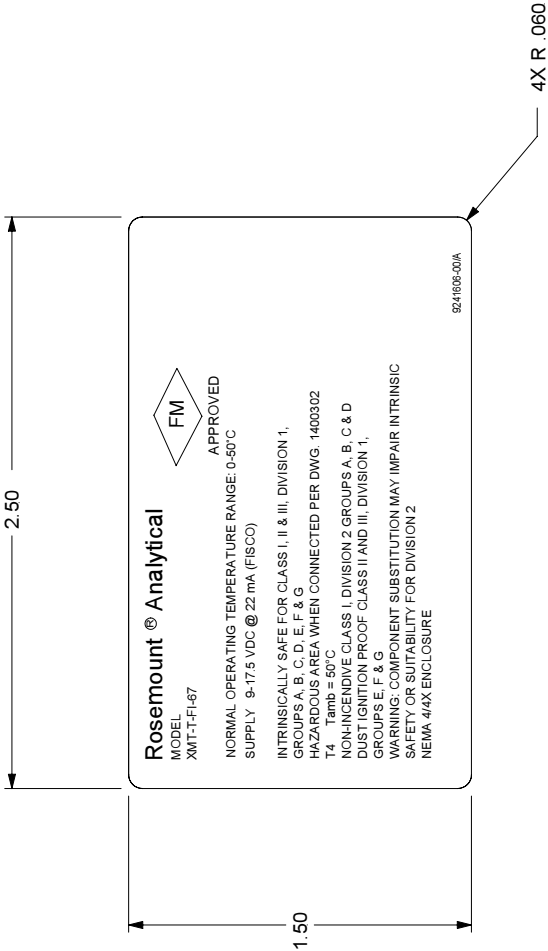 2.50
1.50
4X R .060
Rosemount ® Analytical
MODEL
XMT-T-FI-67
FM
APPROVED
NORMAL OPERATING TEMPERATURE RANGE: 0-50°C
SUPPLY 9-17.5 VDC @ 22 mA (FISCO)
INTRINSICALLY SAFE FOR CLASS I, II & III, DIVISION 1,
GROUPS A, B, C, D, E, F & G
HAZARDOUS AREA WHEN CONNECTED PER DWG. 1400302
T4 Tamb = 50°C
NON-INCENDIVE CLASS I, DIVISION 2 GROUPS A, B, C & D
DUST IGNITION PROOF CLASS II AND III, DIVISION 1,
GROUPS E, F & G
WARNING: COMPONENT SUBSTITUTION MAY IMPAIR INTRINSIC
SAFETY OR SUITABILITY FOR DIVISION 2
NEMA 4/4X ENCLOSURE
9241606-00/A